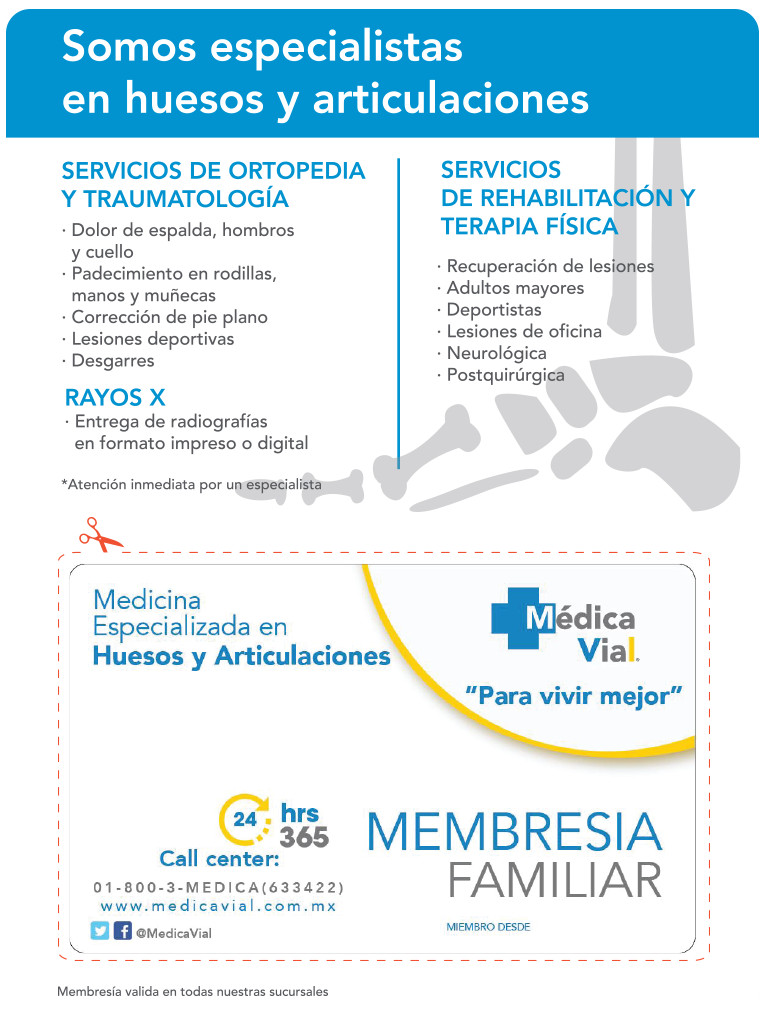 Somos especialistas
en huesos y articulaciones
SERVICIOS DE ORTOPEDIA
Y TRAUMATOLOGÍA
· Dolor de espalda, hombros
y cuello
· Padecimiento en rodillas,
manos y muñecas
· Corrección de pie plano
· Lesiones deportivas
· Desgarres
RAYOS X
· Entrega de radiografías
en formato impreso o digital
*Atención inmediata por un especialista
SERVICIOS
DE REHABILITACIÓN Y
TERAPIA FÍSICA
· Recuperación de lesiones
· Adultos mayores
· Deportistas
· Lesiones de oficina
· Neurológica
· Postquirúrgica
Medicina
Especializada en
Huesos y Articulaciones
Médica
Vial.
“Para vivir mejor”
24 hrs
365
Call center:
01-800-3-MEDICA(633422)
www.medicavial.com.mx
@MedicaVial
MEMBRESIA
FAMILIAR
MIEMBRO DESDE
Membresía valida en todas nuestras sucursales